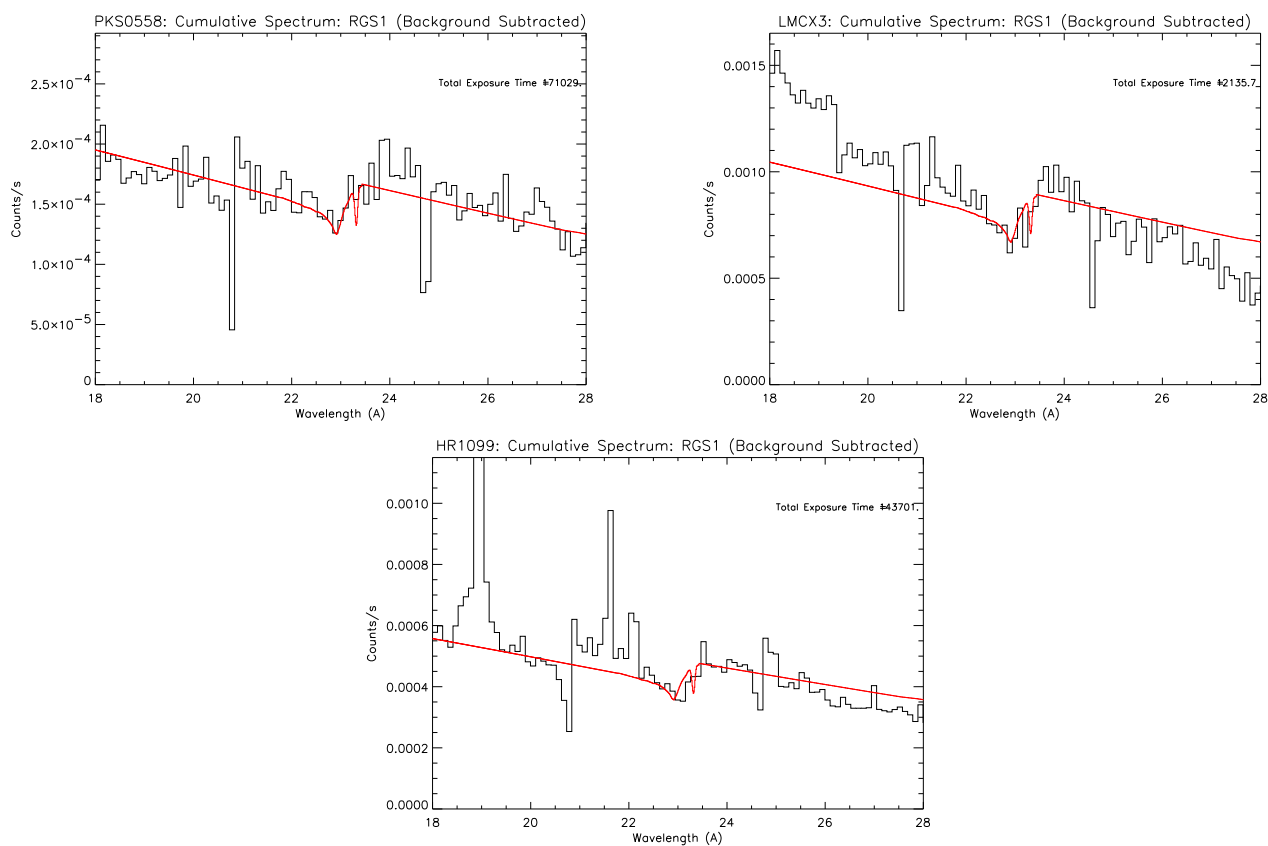 PKS0558: Cumulative Spectrum: RGS1 (Background Subtracted)
Total Exposure Time =71029.
2.5×10⁻⁴
2.0×10⁻⁴
1.5×10⁻⁴
1.0×10⁻⁴
5.0×10⁻⁵
0
Counts/s
18 20 22 24 26 28
Wavelength (A)
LMCX3: Cumulative Spectrum: RGS1 (Background Subtracted)
Total Exposure Time =2135.7
0.0015
0.0010
0.0005
0.0000
Counts/s
18 20 22 24 26 28
Wavelength (A)
HR1099: Cumulative Spectrum: RGS1 (Background Subtracted)
Total Exposure Time =43701.
0.0010
0.0008
0.0006
0.0004
0.0002
0.0000
Counts/s
18 20 22 24 26 28
Wavelength (A)